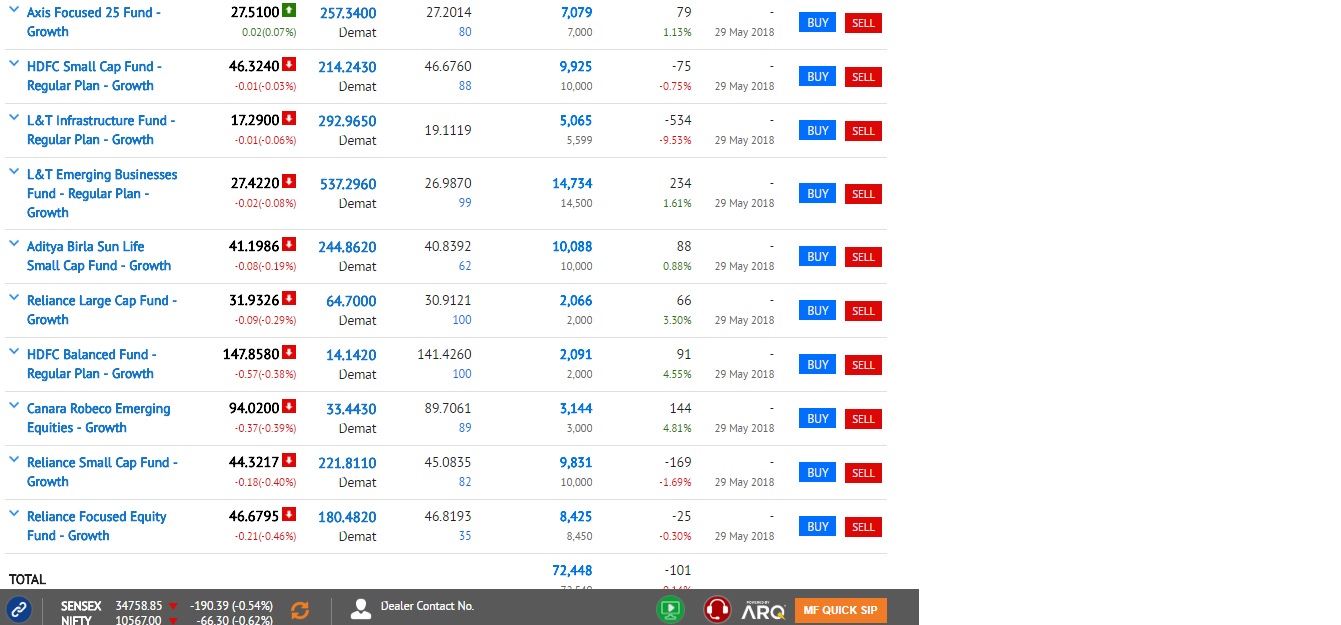 Axis Focused 25 Fund - 27.5100 257.3400 27.2014 7,079 79 - BUY SELL
Growth 0.02(0.07%) Demat 80 7,000 1.13% 29 May 2018
HDFC Small Cap Fund - 46.3240 214.2430 46.6760 9,925 -75 - BUY SELL
Regular Plan - Growth -0.01(-0.03%) Demat 88 10,000 -0.75% 29 May 2018
L&T Infrastructure Fund - 17.2900 292.9650 19.1119 5,065 -534 - BUY SELL
Regular Plan - Growth -0.01(-0.06%) Demat 5,599 -9.53% 29 May 2018
L&T Emerging Businesses
Fund - Regular Plan - 27.4220 537.2960 26.9870 14,734 234 - BUY SELL
Growth -0.02(-0.08%) Demat 99 14,500 1.61% 29 May 2018
Aditya Birla Sun Life 41.1986 244.8620 40.8392 10,088 88 - BUY SELL
Small Cap Fund - Growth -0.08(-0.19%) Demat 62 10,000 0.88% 29 May 2018
Reliance Large Cap Fund - 31.9326 64.7000 30.9121 2,066 66 - BUY SELL
Growth -0.09(-0.29%) Demat 100 2,000 3.30% 29 May 2018
HDFC Balanced Fund - 147.8580 14.1420 141.4260 2,091 91 - BUY SELL
Regular Plan - Growth -0.57(-0.38%) Demat 100 2,000 4.55% 29 May 2018
Canara Robeco Emerging 94.0200 33.4430 89.7061 3,144 144 - BUY SELL
Equities - Growth -0.37(-0.39%) Demat 89 3,000 4.81% 29 May 2018
Reliance Small Cap Fund - 44.3217 221.8110 45.0835 9,831 -169 - BUY SELL
Growth -0.18(-0.40%) Demat 82 10,000 -1.69% 29 May 2018
Reliance Focused Equity 46.6795 180.4820 46.8193 8,425 -25 - BUY SELL
Fund - Growth -0.21(-0.46%) Demat 35 8,450 -0.30% 29 May 2018
TOTAL 72,448 -101
SENSEX 34758.85 -190.39 (-0.54%) Dealer Contact No. POWERED BY ARQ MF QUICK SIP
NIFTY 10567.00 -66.30 (-0.62%)